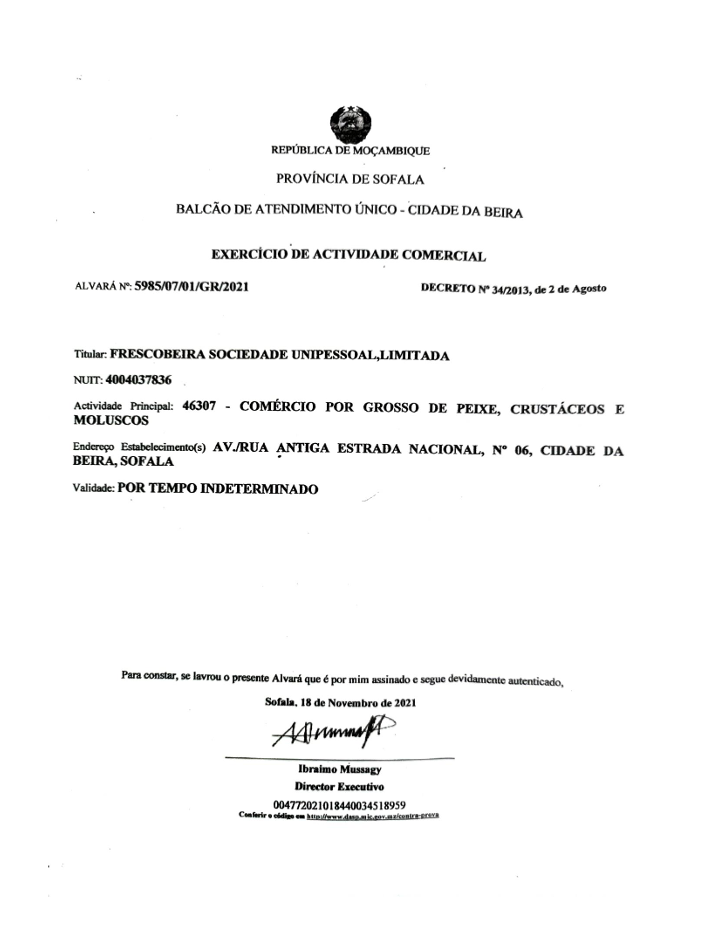 REPÚBLICA DE MOÇAMBIQUE
PROVÍNCIA DE SOFALA
BALCÃO DE ATENDIMENTO ÚNICO - CIDADE DA BEIRA
EXERCÍCIO DE ACTIVIDADE COMERCIAL
ALVARÁ Nº: 5985/07/01/GR/2021 DECRETO Nº 34/2013, de 2 de Agosto
Titular: FRESCOBEIRA SOCIEDADE UNIPESSOAL,LIMITADA
NUIT: 4004037836
Actividade Principal: 46307 - COMÉRCIO POR GROSSO DE PEIXE, CRUSTÁCEOS E
MOLUSCOS
Endereço Estabelecimento(s) AV./RUA ANTIGA ESTRADA NACIONAL, Nº 06, CIDADE DA
BEIRA, SOFALA
Validade: POR TEMPO INDETERMINADO
Para constar, se lavrou o presente Alvará que é por mim assinado e segue devidamente autenticado,
Sofala, 18 de Novembro de 2021
Ibraimo Mussagy
Director Executivo
004772021018440034518959
Conferir o código em http://www.dasp.mic.gov.mz/contra-prova